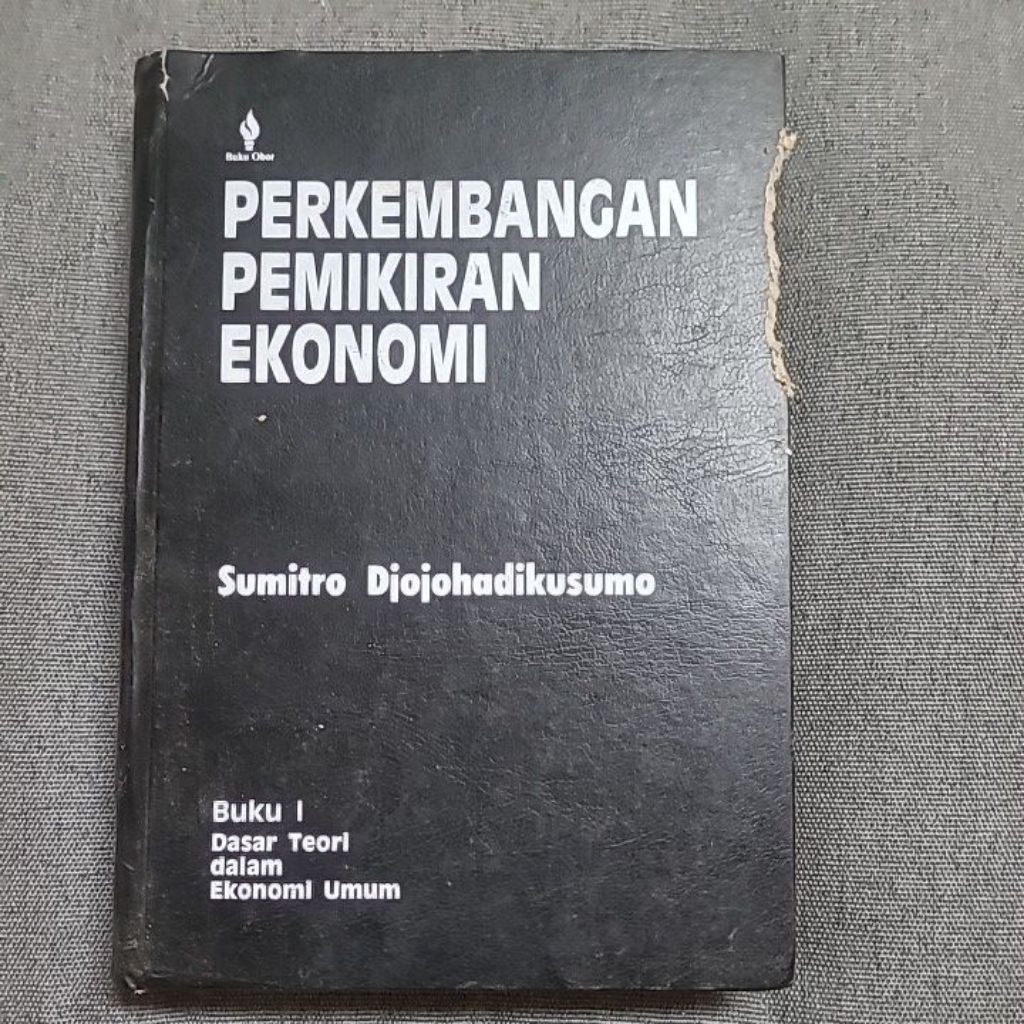 Buku Obor
PERKEMBANGAN
PEMIKIRAN
EKONOMI
Sumitro Djojohadikusumo
Buku I
Dasar Teori
dalam
Ekonomi Umum